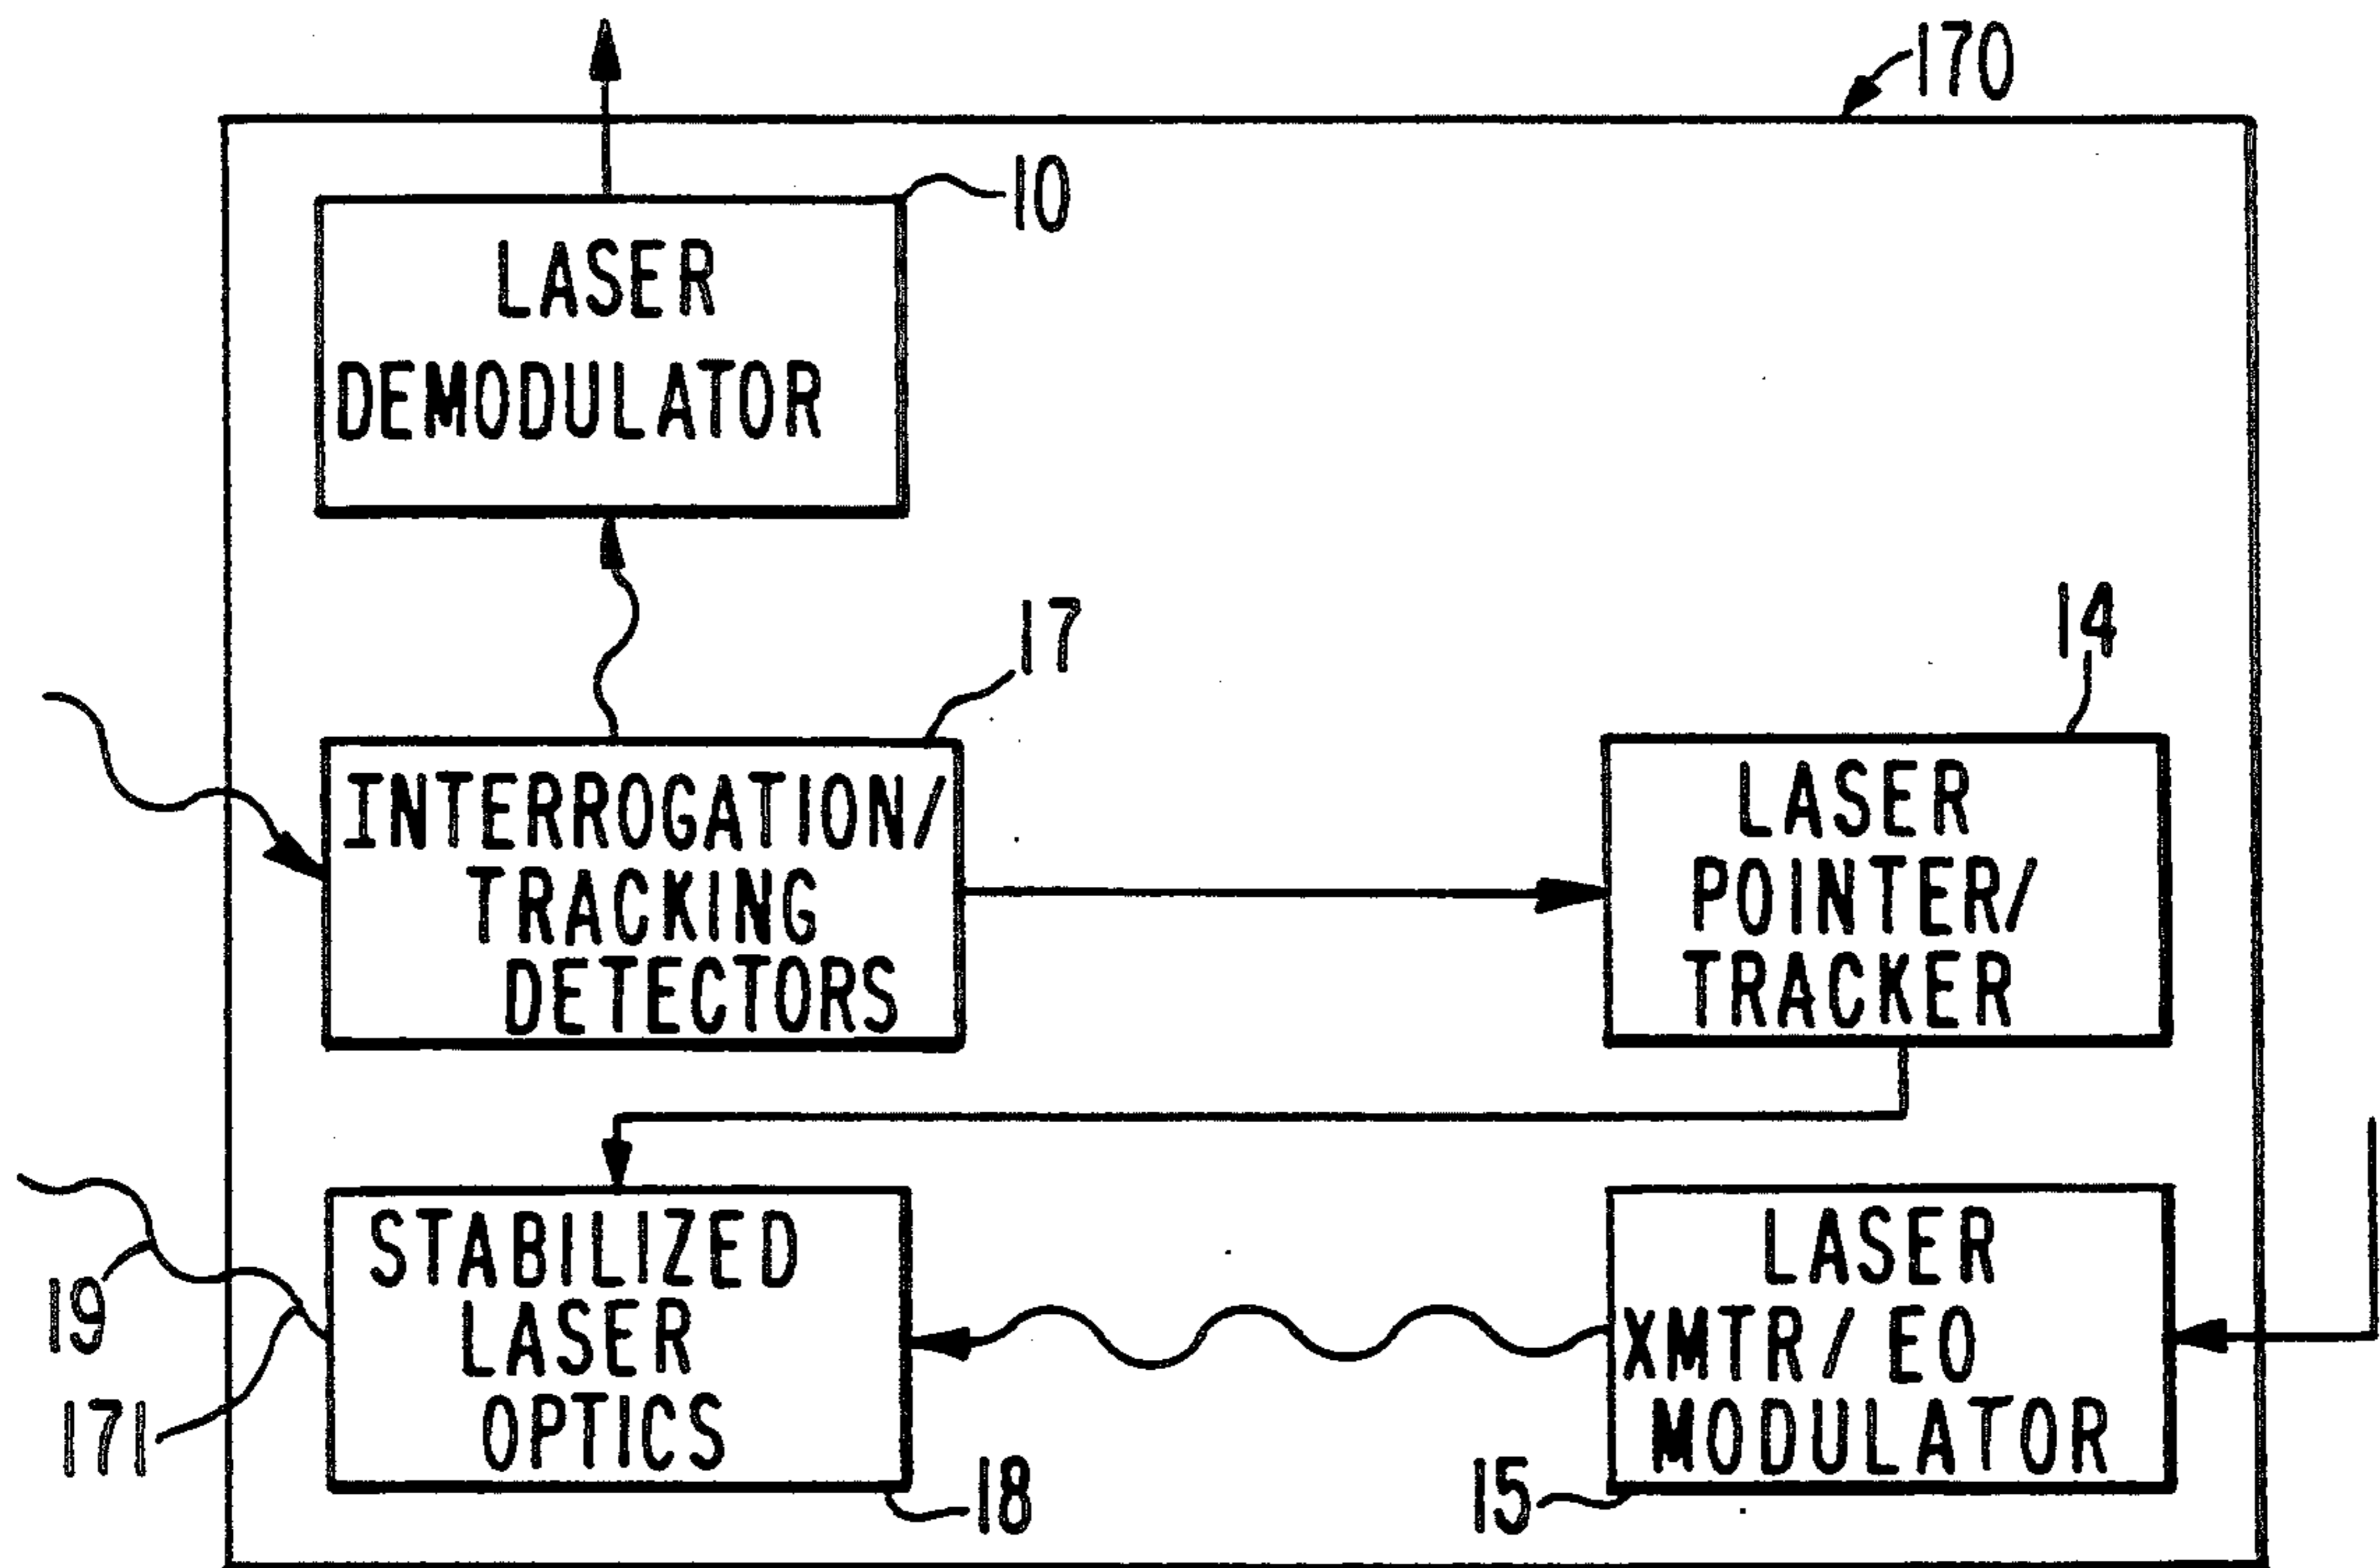 170
10
LASER
DEMODULATOR
17
14
INTERROGATION/
TRACKING
DETECTORS
LASER
POINTER/
TRACKER
STABILIZED
LASER
OPTICS
LASER
XMTR/EO
MODULATOR
19
171
18
15